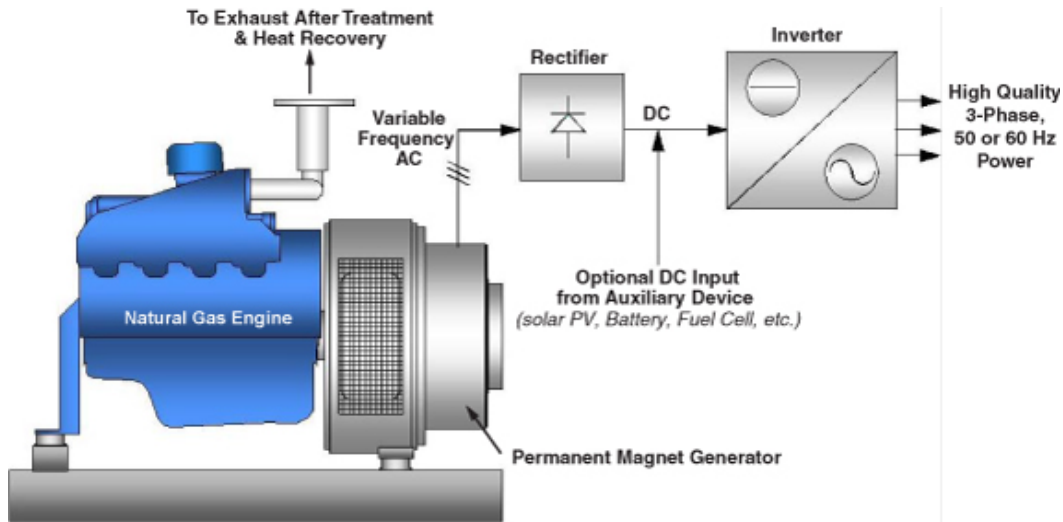 To Exhaust After Treatment
& Heat Recovery
Inverter
Rectifier
Variable
Frequency
AC
DC
High Quality
3-Phase,
50 or 60 Hz
Power
Optional DC Input
from Auxiliary Device
(solar PV, Battery, Fuel Cell, etc.)
Natural Gas Engine
Permanent Magnet Generator